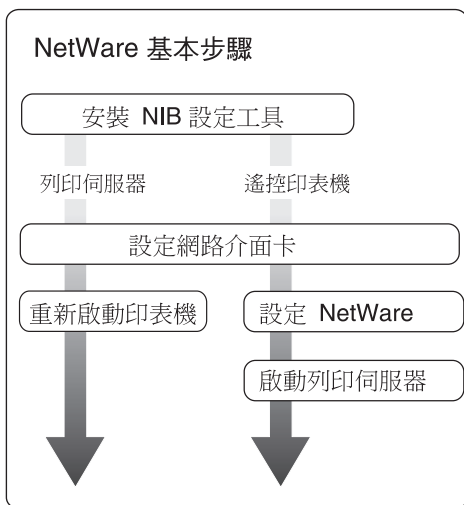 NetWare 基本步驟
安裝 NIB 設定工具
列印伺服器
遙控印表機
設定網路介面卡
重新啟動印表機
設定 NetWare
啟動列印伺服器